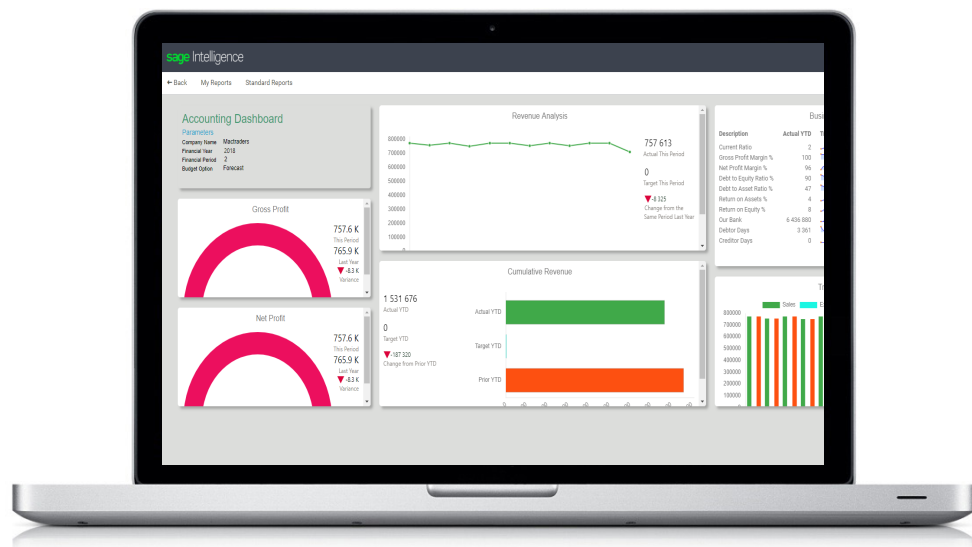 sage Intelligence
← Back My Reports Standard Reports
Accounting Dashboard
Parameters
Company Name Mactraders
Financial Year 2018
Financial Period 2
Budget Option Forecast
Gross Profit
757.6 K
This Period
765.9 K
Last Year
-8.3 K
Variance
Net Profit
757.6 K
This Period
765.9 K
Last Year
-8.3 K
Variance
Revenue Analysis
800000
700000
600000
500000
400000
300000
200000
100000
0
757 613
Actual This Period
0
Target This Period
-8 325
Change from the
Same Period Last Year
Cumulative Revenue
1 531 676
Actual YTD
0
Target YTD
-187 320
Change from Prior YTD
Actual YTD
Target YTD
Prior YTD
Description Actual YTD
Current Ratio 2
Gross Profit Margin % 100
Net Profit Margin % 96
Debt to Equity Ratio % 90
Debt to Asset Ratio % 47
Return on Assets % 4
Return on Equity % 8
Our Bank 6 436 880
Debtor Days 3 361
Creditor Days 0
Sales
800000
700000
600000
500000
400000
300000
200000
100000